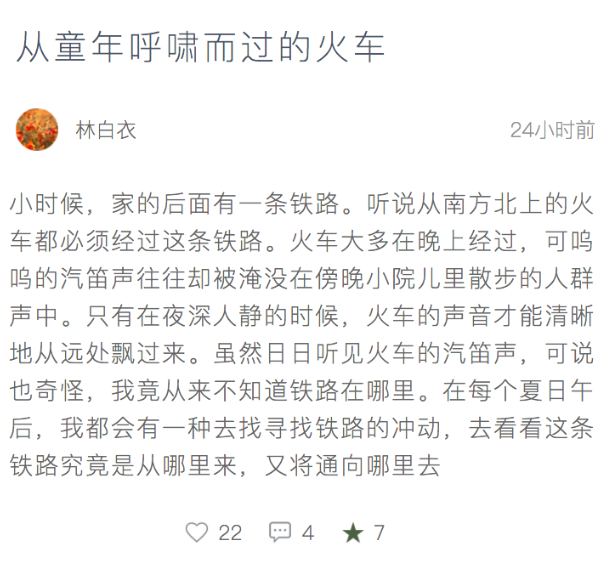 从童年呼啸而过的火车
林白衣
24小时前
小时候，家的后面有一条铁路。听说从南方北上的火
车都必须经过这条铁路。火车大多在晚上经过，可呜
呜的汽笛声往往却被淹没在傍晚小院儿里散步的人群
声中。只有在夜深人静的时候，火车的声音才能清晰
地从远处飘过来。虽然日日听见火车的汽笛声，可说
也奇怪，我竟从来不知道铁路在哪里。在每个夏日午
后，我都会有一种去找寻找铁路的冲动，去看看这条
铁路究竟是从哪里来，又将通向哪里去
22 4 7